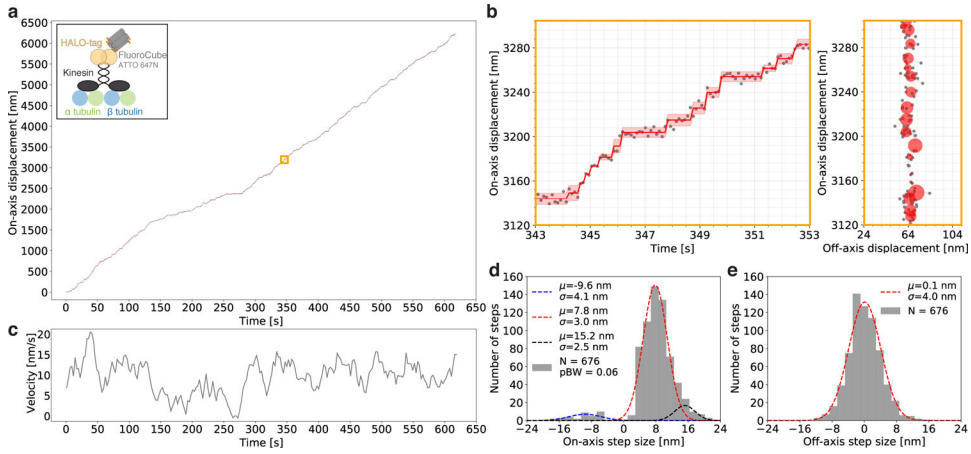 a
6500
6000
5500
5000
4500
4000
3500
3000
2500
2000
1500
1000
500
0
On-axis displacement [nm]
HALO-tag
FluoroCube
ATTO 647N
Kinesin
α tubulin β tubulin
0 50 100 150 200 250 300 350 400 450 500 550 600 650
Time [s]
b
3280
3240
3200
3160
3120
On-axis displacement [nm]
343 345 347 349 351 353
Time [s]
3280
3240
3200
3160
3120
On-axis displacement [nm]
24 64 104
Off-axis displacement [nm]
c
20
15
10
5
0
Velocity [nm/s]
0 50 100 150 200 250 300 350 400 450 500 550 600 650
Time [s]
d
160
140
120
100
80
60
40
20
0
Number of steps
μ=-9.6 nm
σ=4.1 nm
μ=7.8 nm
σ=3.0 nm
μ=15.2 nm
σ=2.5 nm
N = 676
pBW = 0.06
−24 −16 −8 0 8 16 24
On-axis step size [nm]
e
160
140
120
100
80
60
40
20
0
Number of steps
μ=0.1 nm
σ=4.0 nm
N = 676
−24 −16 −8 0 8 16 24
Off-axis step size [nm]